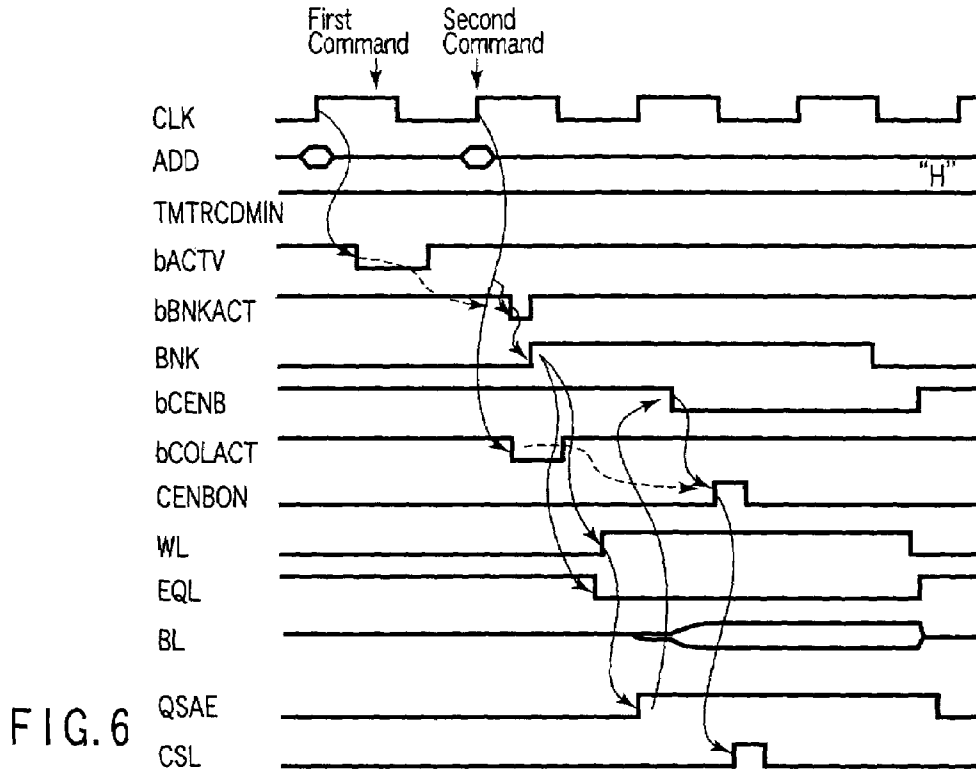 First
Command
Second
Command
CLK
ADD
"H"
TMTRCDMIN
bACTV
bBNKACT
BNK
bCENB
bCOLACT
CENBON
WL
EQL
BL
QSAE
CSL
FIG. 6